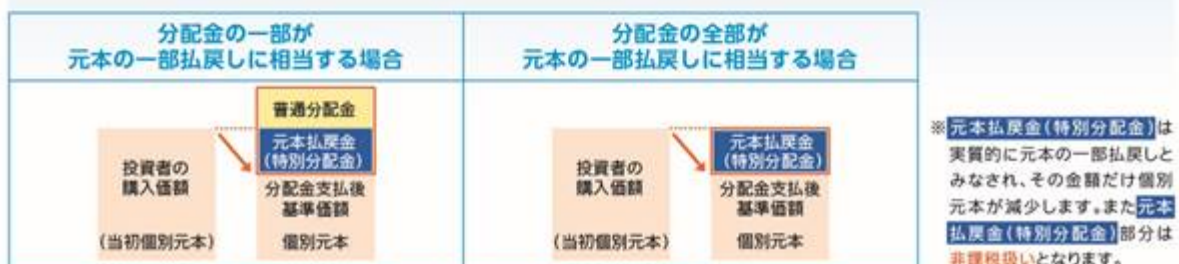 分配金の一部が
元本の一部払戻しに相当する場合
普通分配金
元本払戻金
(特別分配金)
投資者の
購入価額
分配金支払後
基準価額
(当初個別元本)
個別元本
分配金の全部が
元本の一部払戻しに相当する場合
元本払戻金
(特別分配金)
投資者の
購入価額
分配金支払後
基準価額
(当初個別元本)
個別元本
※元本払戻金(特別分配金)は
実質的に元本の一部払戻しと
みなされ、その金額だけ個別
元本が減少します。また元本
払戻金(特別分配金)部分は
非課税扱いとなります。